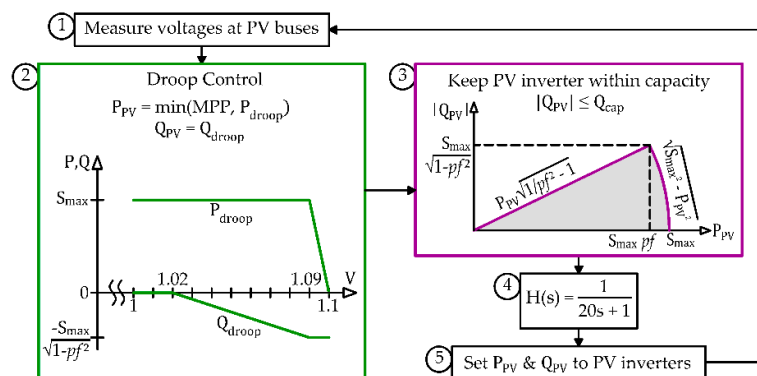 1 Measure voltages at PV buses
2 Droop Control
P_PV = min(MPP, P_droop)
Q_PV = Q_droop
P,Q
S_max
P_droop
1.02
1.09
V
0
1
1.1
Q_droop
-S_max
√1-pf²
3 Keep PV inverter within capacity
|Q_PV| ≤ Q_cap
|Q_PV|
S_max
√1-pf²
P_PV√1/pf²-1
√S_max² - P_PV²
P_PV
S_max pf
S_max
4 H(s) = 1
20s + 1
5 Set P_PV & Q_PV to PV inverters